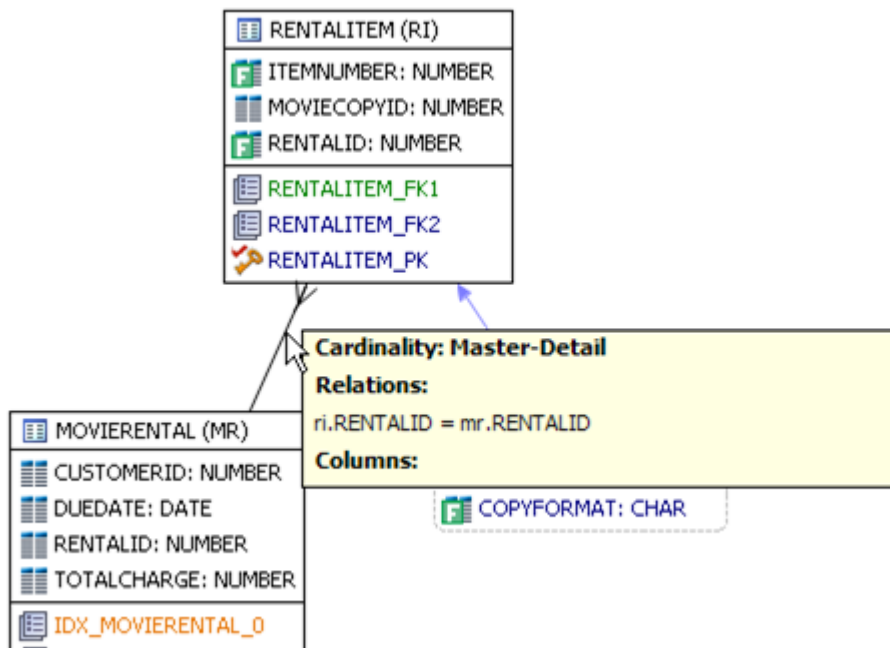 RENTALITEM (RI)
ITEMNUMBER: NUMBER
MOVIECOPYID: NUMBER
RENTALID: NUMBER
RENTALITEM_FK1
RENTALITEM_FK2
RENTALITEM_PK
Cardinality: Master-Detail
Relations:
ri.RENTALID = mr.RENTALID
Columns:
MOVIERENTAL (MR)
CUSTOMERID: NUMBER
DUEDATE: DATE
RENTALID: NUMBER
TOTALCHARGE: NUMBER
IDX_MOVIERENTAL_0
COPYFORMAT: CHAR